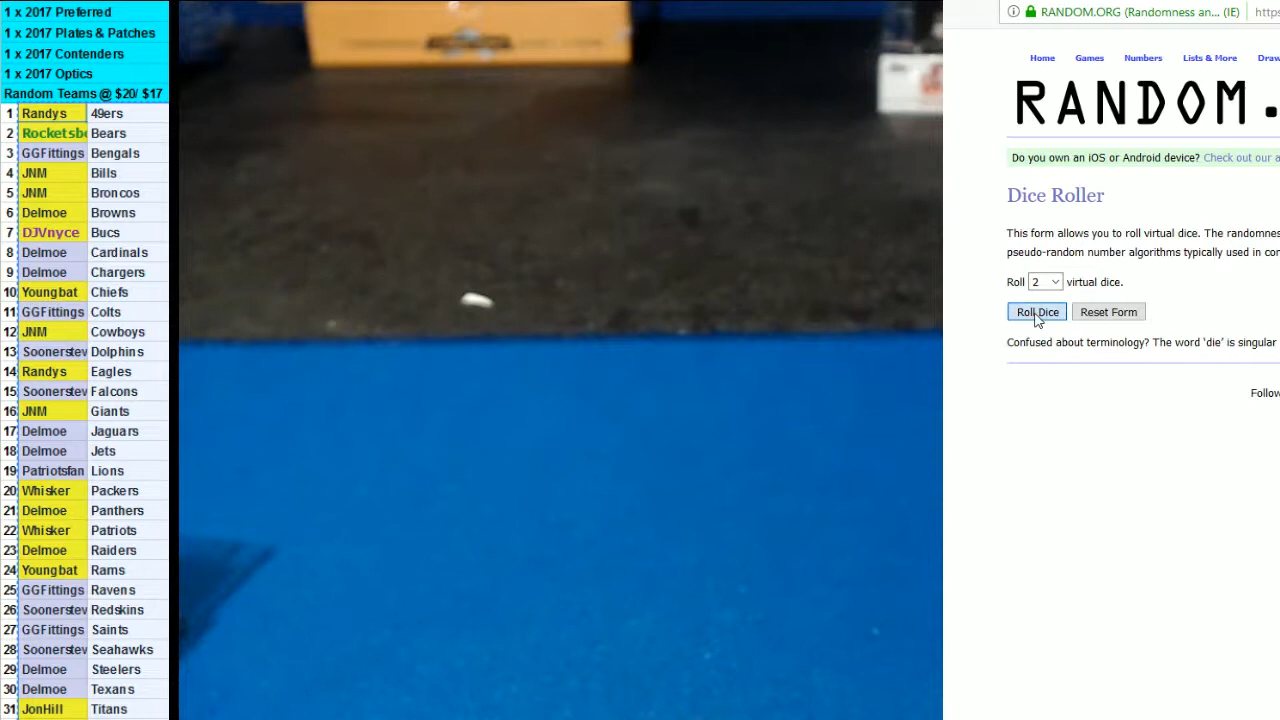 1 x 2017 Preferred
1 x 2017 Plates & Patches
1 x 2017 Contenders
1 x 2017 Optics
Random Teams @ $20/ $17
1 Randys 49ers
2 Rocketsbo Bears
3 GGFittings Bengals
4 JNM Bills
5 JNM Broncos
6 Delmoe Browns
7 DJVnyce Bucs
8 Delmoe Cardinals
9 Delmoe Chargers
10 Youngbat Chiefs
11 GGFittings Colts
12 JNM Cowboys
13 Soonerstev Dolphins
14 Randys Eagles
15 Soonerstev Falcons
16 JNM Giants
17 Delmoe Jaguars
18 Delmoe Jets
19 Patriotsfan Lions
20 Whisker Packers
21 Delmoe Panthers
22 Whisker Patriots
23 Delmoe Raiders
24 Youngbat Rams
25 GGFittings Ravens
26 Soonerstev Redskins
27 GGFittings Saints
28 Soonerstev Seahawks
29 Delmoe Steelers
30 Delmoe Texans
31 JonHill Titans
RANDOM.ORG (Randomness an... (IE) https
Home Games Numbers Lists & More Draw
RANDOM.
Do you own an iOS or Android device? Check out our a
Dice Roller
This form allows you to roll virtual dice. The randomnes
pseudo-random number algorithms typically used in co
Roll 2 virtual dice.
Roll Dice Reset Form
Confused about terminology? The word ‘die’ is singular
Follow